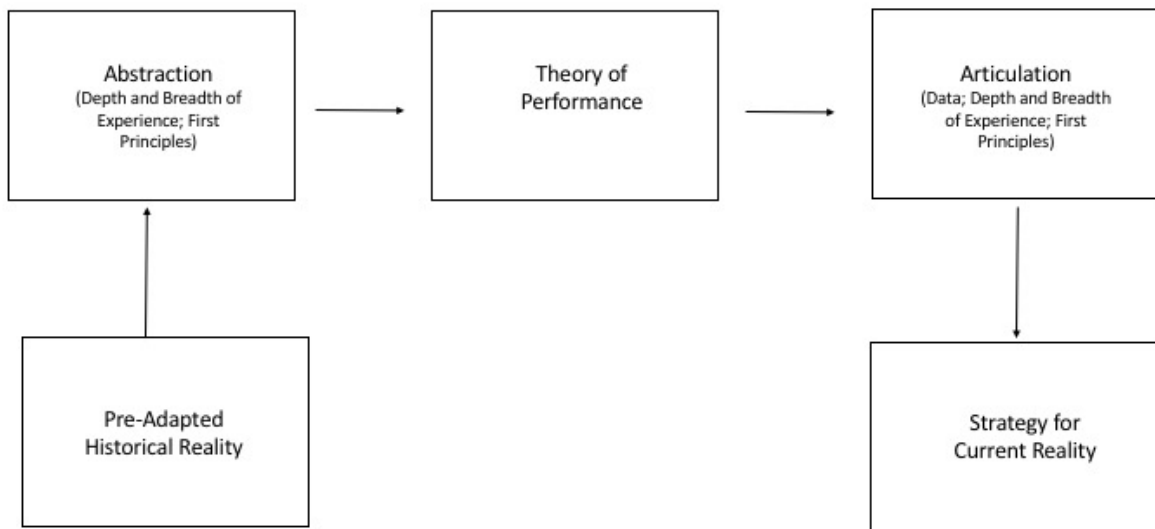 Abstraction
(Depth and Breadth of
Experience; First
Principles)
Theory of
Performance
Articulation
(Data; Depth and Breadth
of Experience; First
Principles)
Pre-Adapted
Historical Reality
Strategy for
Current Reality